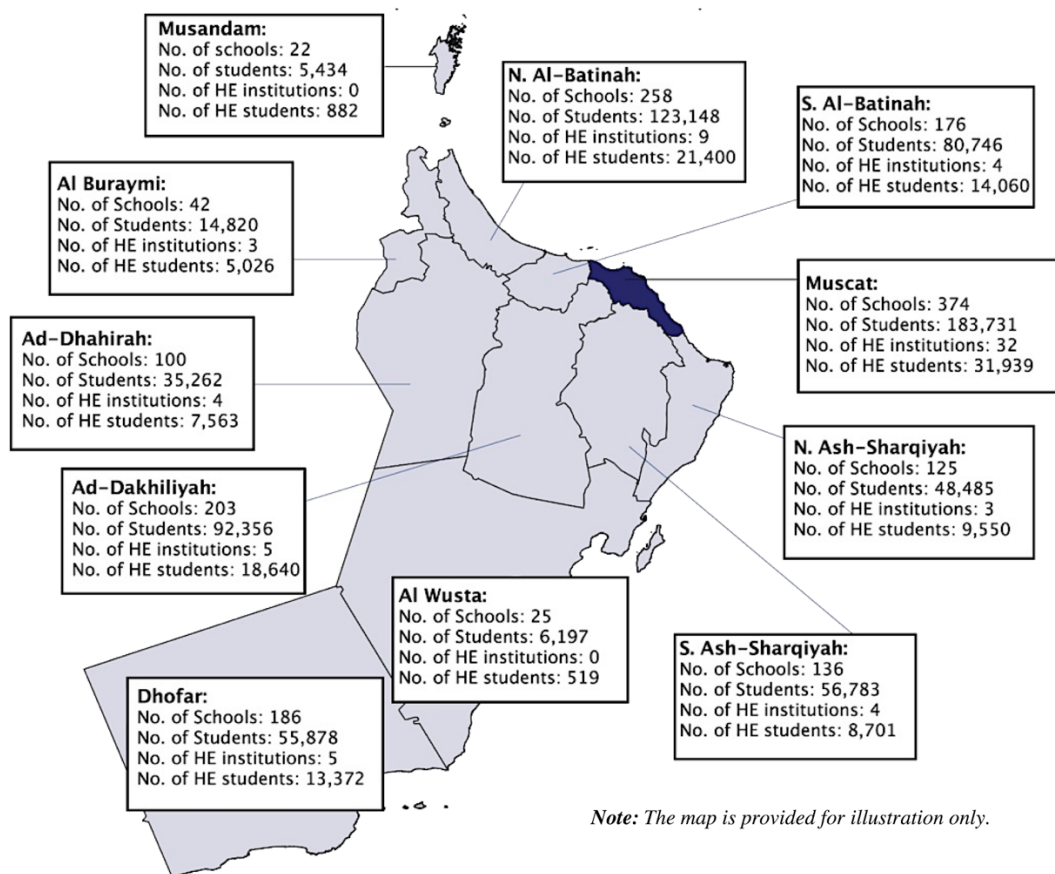 Musandam:
No. of schools: 22
No. of students: 5,434
No. of HE institutions: 0
No. of HE students: 882
N. Al-Batinah:
No. of Schools: 258
No. of Students: 123,148
No. of HE institutions: 9
No. of HE students: 21,400
S. Al-Batinah:
No. of Schools: 176
No. of Students: 80,746
No. of HE institutions: 4
No. of HE students: 14,060
Al Buraymi:
No. of Schools: 42
No. of Students: 14,820
No. of HE institutions: 3
No. of HE students: 5,026
Muscat:
No. of Schools: 374
No. of Students: 183,731
No. of HE institutions: 32
No. of HE students: 31,939
Ad-Dhahirah:
No. of Schools: 100
No. of Students: 35,262
No. of HE institutions: 4
No. of HE students: 7,563
N. Ash-Sharqiyah:
No. of Schools: 125
No. of Students: 48,485
No. of HE institutions: 3
No. of HE students: 9,550
Ad-Dakhiliyah:
No. of Schools: 203
No. of Students: 92,356
No. of HE institutions: 5
No. of HE students: 18,640
Al Wusta:
No. of Schools: 25
No. of Students: 6,197
No. of HE institutions: 0
No. of HE students: 519
S. Ash-Sharqiyah:
No. of Schools: 136
No. of Students: 56,783
No. of HE institutions: 4
No. of HE students: 8,701
Dhofar:
No. of Schools: 186
No. of Students: 55,878
No. of HE institutions: 5
No. of HE students: 13,372
Note: The map is provided for illustration only.